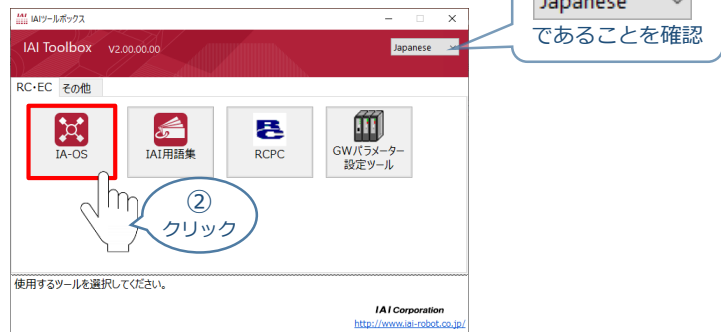 IAIツールボックス
IAI Toolbox V2.00.00.00
Japanese
Japanese
であることを確認
RC・EC その他
IA-OS
IAI用語集
RCPC
GWパラメーター
設定ツール
②
クリック
使用するツールを選択してください。
IAI Corporation
http://www.iai-robot.co.jp/